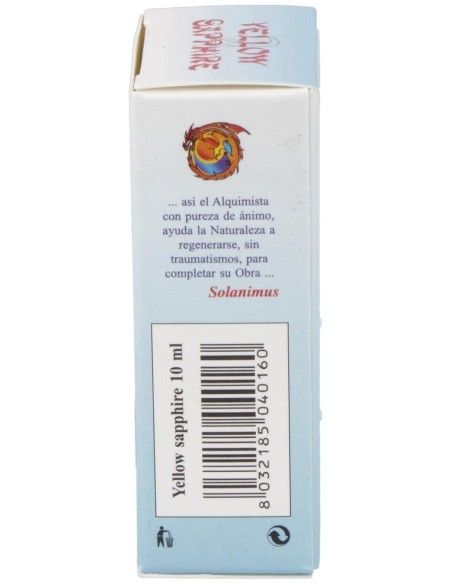 YELLOW
SAPPHIRE
... así el Alquimista
con pureza de ánimo,
ayuda la Naturaleza a
regenerarse, sin
traumatismos, para
completar su Obra ...
Solanimus
Yellow sapphire 10 ml
8 032185 040160